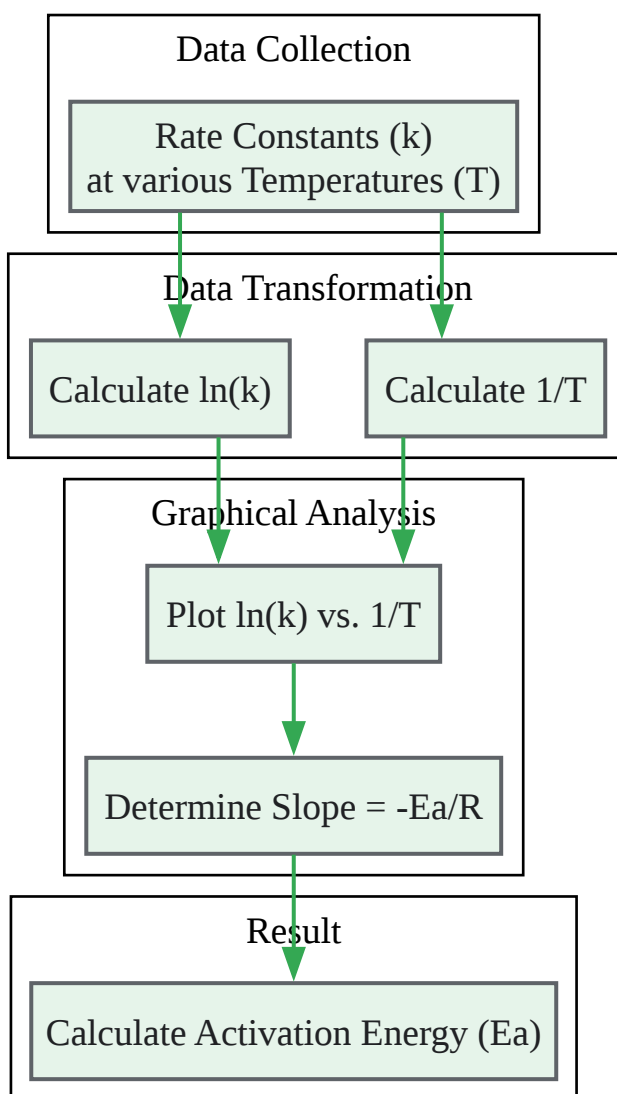 Data Collection
Rate Constants (k)
at various Temperatures (T)
Data Transformation
Calculate ln(k)
Calculate 1/T
Graphical Analysis
Plot ln(k) vs. 1/T
Determine Slope = -Ea/R
Result
Calculate Activation Energy (Ea)